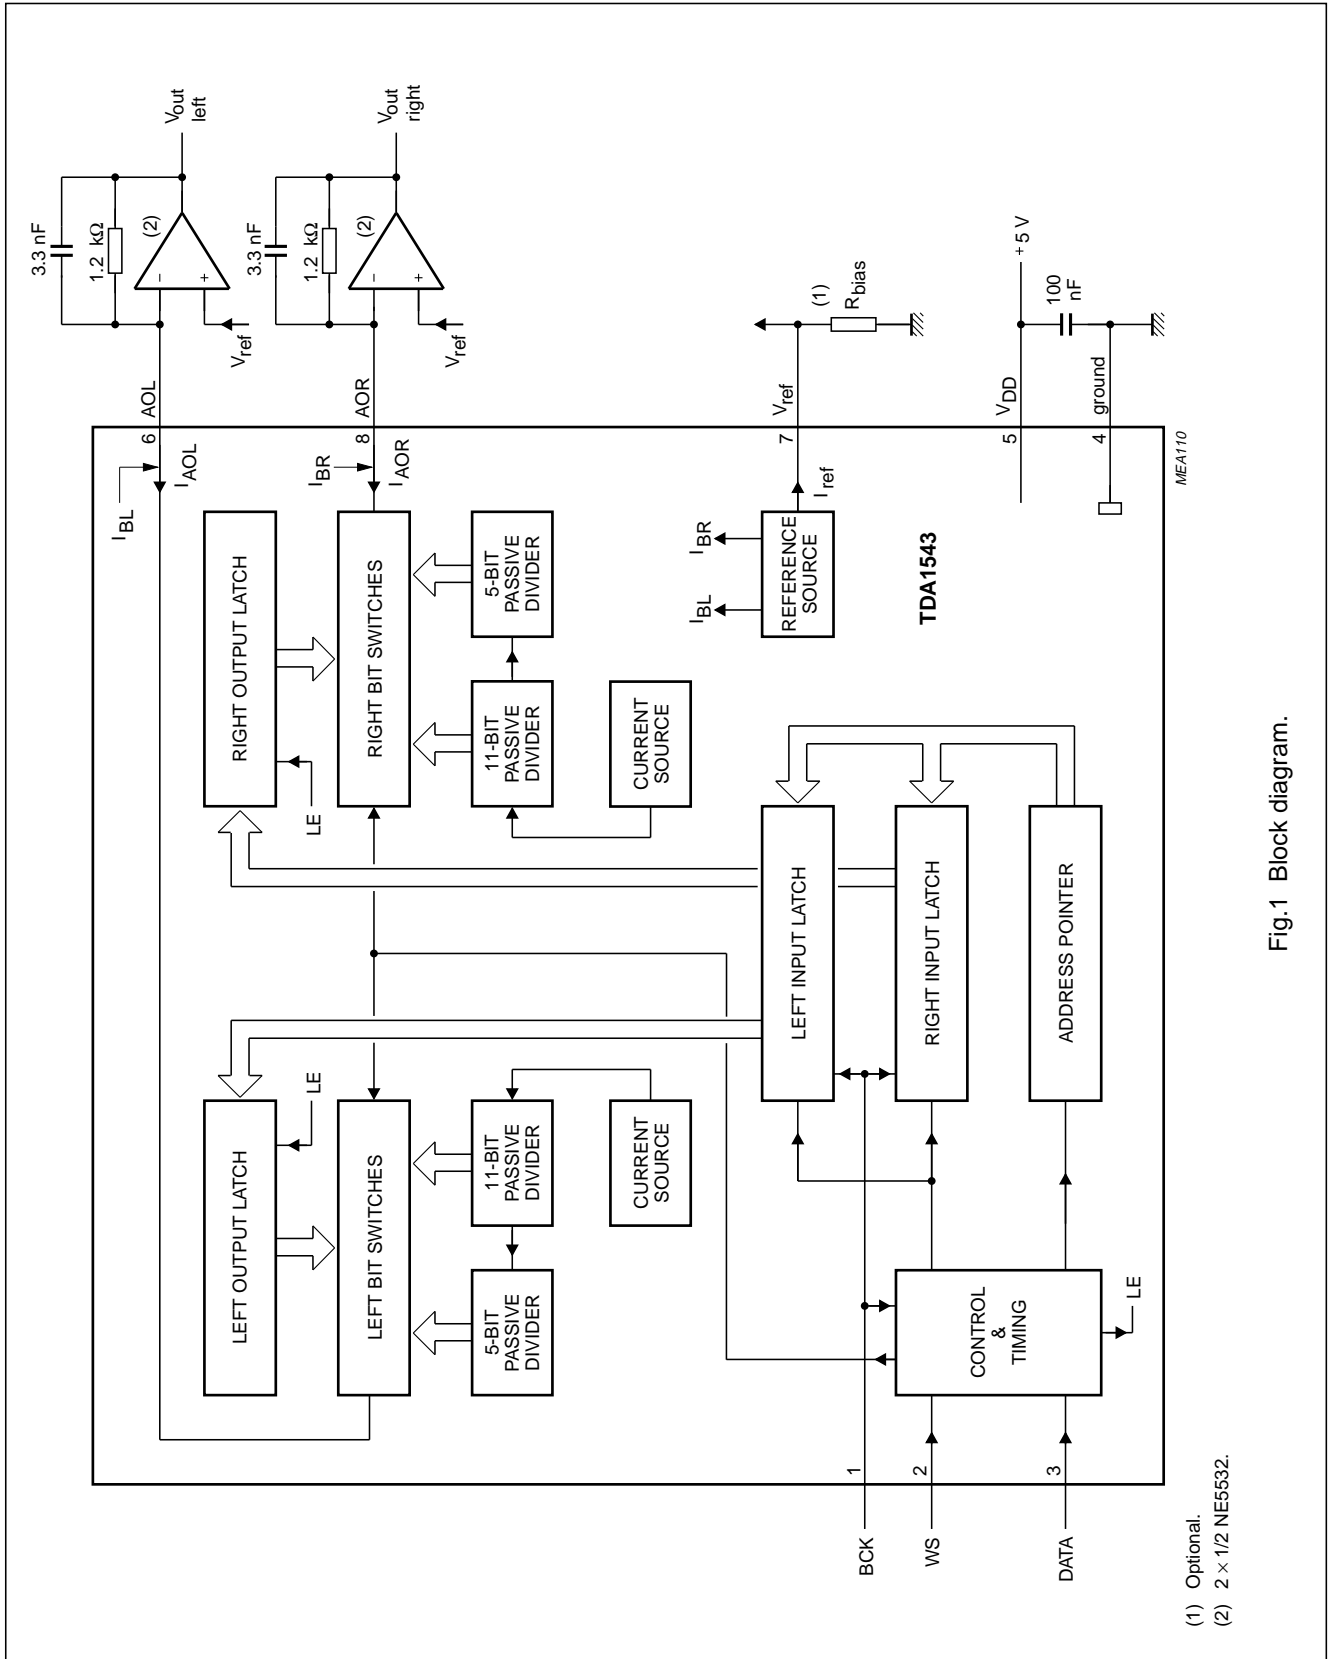 3.3 nF
1.2 kΩ
(2)
Vout
left
Vref
3.3 nF
1.2 kΩ
(2)
Vout
right
Vref
(1)
Rbias
+ 5 V
100
nF
6
AOL
8
AOR
7
Vref
5
VDD
4
ground
IBL
IAOL
IBR
IAOR
Iref
MEA110
LEFT OUTPUT LATCH
LE
RIGHT OUTPUT LATCH
LE
LEFT BIT SWITCHES
RIGHT BIT SWITCHES
5-BIT
PASSIVE
DIVIDER
11-BIT
PASSIVE
DIVIDER
11-BIT
PASSIVE
DIVIDER
5-BIT
PASSIVE
DIVIDER
CURRENT
SOURCE
CURRENT
SOURCE
IBL
IBR
REFERENCE
SOURCE
LEFT INPUT LATCH
RIGHT INPUT LATCH
ADDRESS POINTER
TDA1543
CONTROL
&
TIMING
LE
BCK
1
WS
2
DATA
3
(1) Optional.
(2) 2 × 1/2 NE5532.
Fig.1 Block diagram.